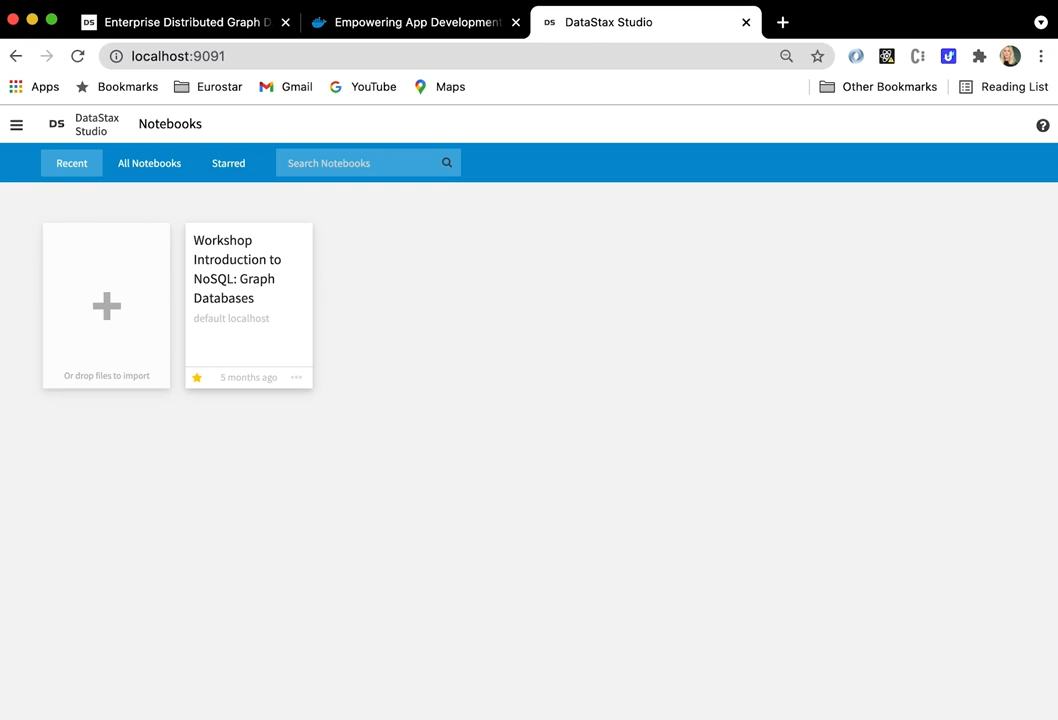 DS Enterprise Distributed Graph D
Empowering App Development
DS DataStax Studio
localhost:9091
Apps
Bookmarks
Eurostar
Gmail
YouTube
Maps
Other Bookmarks
Reading List
DS
DataStax
Studio
Notebooks
Recent
All Notebooks
Starred
Search Notebooks
Workshop
Introduction to
NoSQL: Graph
Databases
default localhost
Or drop files to import
5 months ago